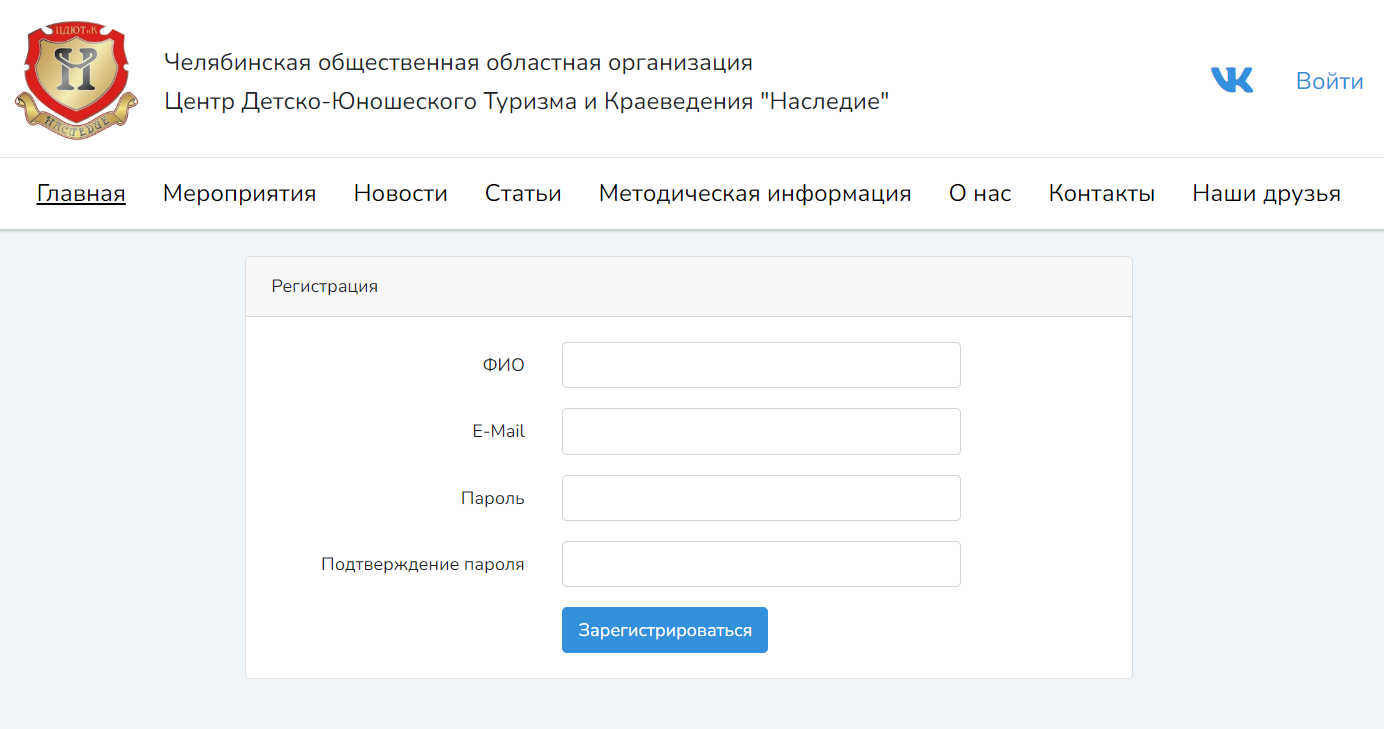 ЦДЮТиК
Н
НАСЛЕДИЕ
Челябинская общественная областная организация
Центр Детско-Юношеского Туризма и Краеведения "Наследие"
Войти
Главная Мероприятия Новости Статьи Методическая информация О нас Контакты Наши друзья
Регистрация
ФИО
E-Mail
Пароль
Подтверждение пароля
Зарегистрироваться